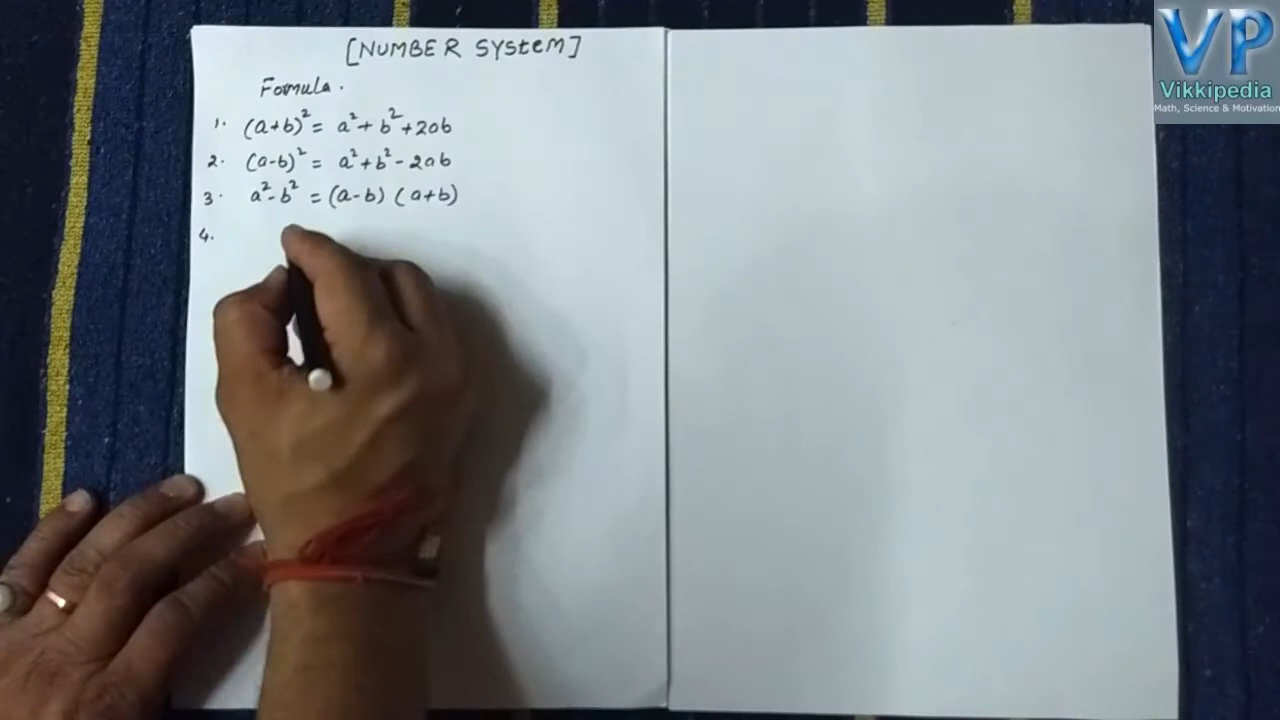 [NUMBER SYSteM]
Formula.
1. (a+b)² = a² + b² + 2ab
2. (a-b)² = a² + b² - 2ab
3. a² - b² = (a-b) (a+b)
4.
VP
Vikkipedia
Math, Science & Motivation